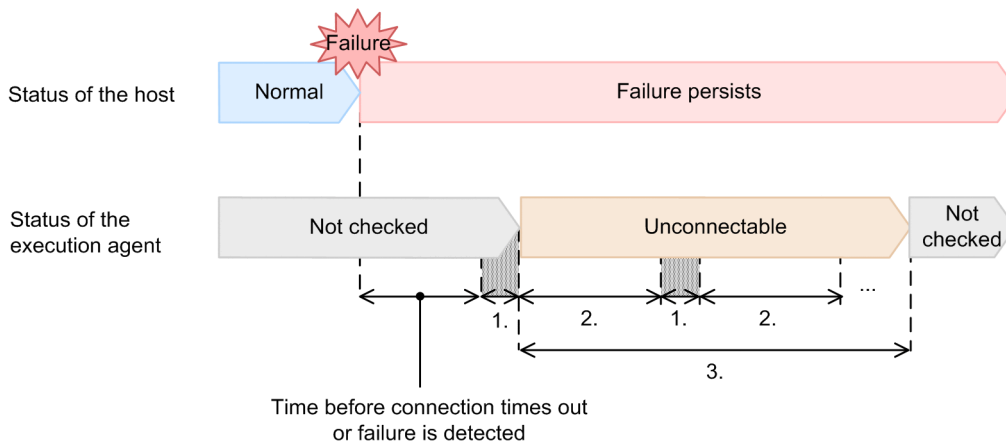 Failure
Status of the host
Normal
Failure persists
Status of the
execution agent
Not checked
Unconnectable
Not
checked
...
1.
2.
1.
2.
3.
Time before connection times out
or failure is detected